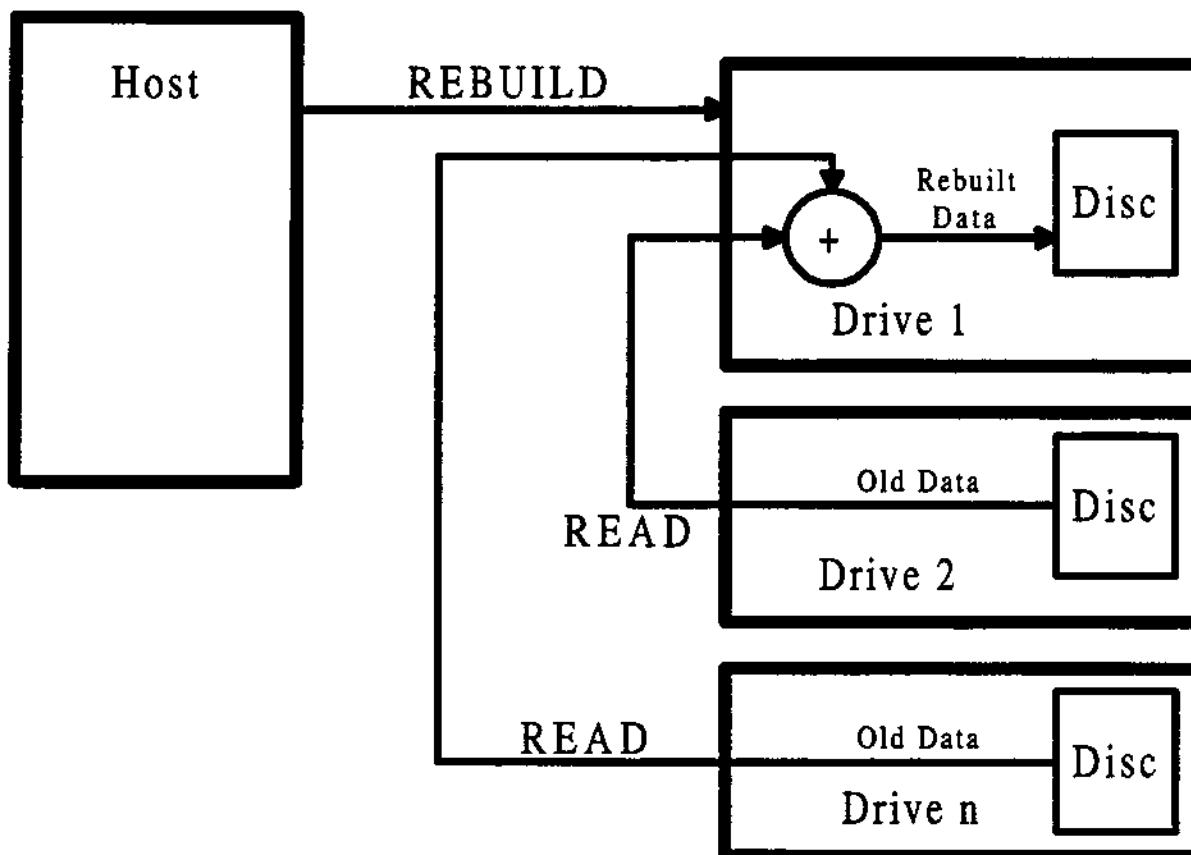 Host
REBUILD
Rebuilt
Data
Disc
+
Drive 1
Old Data
Disc
READ
Drive 2
READ
Old Data
Disc
Drive n